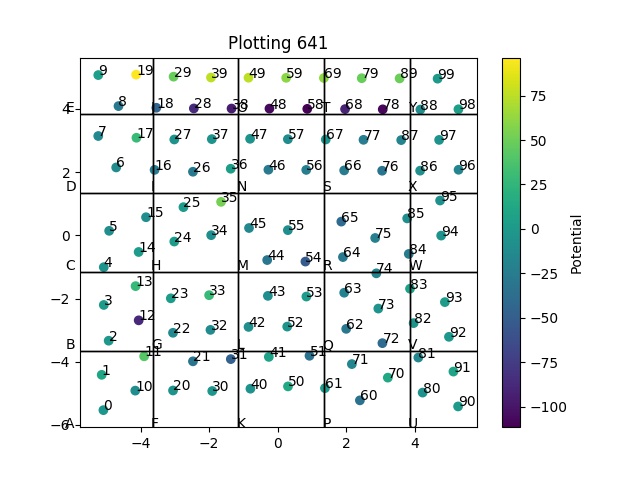 Plotting 641
9 19 29 39 49 59 69 79 89 99
8 18 28 38 48 58 68 78 88 98
E J O T Y
7 17 27 37 47 57 67 77 87 97
6 16 26 36 46 56 66 76 86 96
D I N S X
5 15 25 35 45 55 65 75 85 95
4 14 24 34 44 54 64 74 84 94
C H M R W
3 13 23 33 43 53 63 73 83 93
2 12 22 32 42 52 62 72 82 92
B G L Q V
1 11 21 31 41 51 61 71 81 91
0 10 20 30 40 50 60 70 80 90
A F K P U
4
2
0
−2
−4
−6
−4 −2 0 2 4
75
50
25
0
−25
−50
−75
−100
Potential